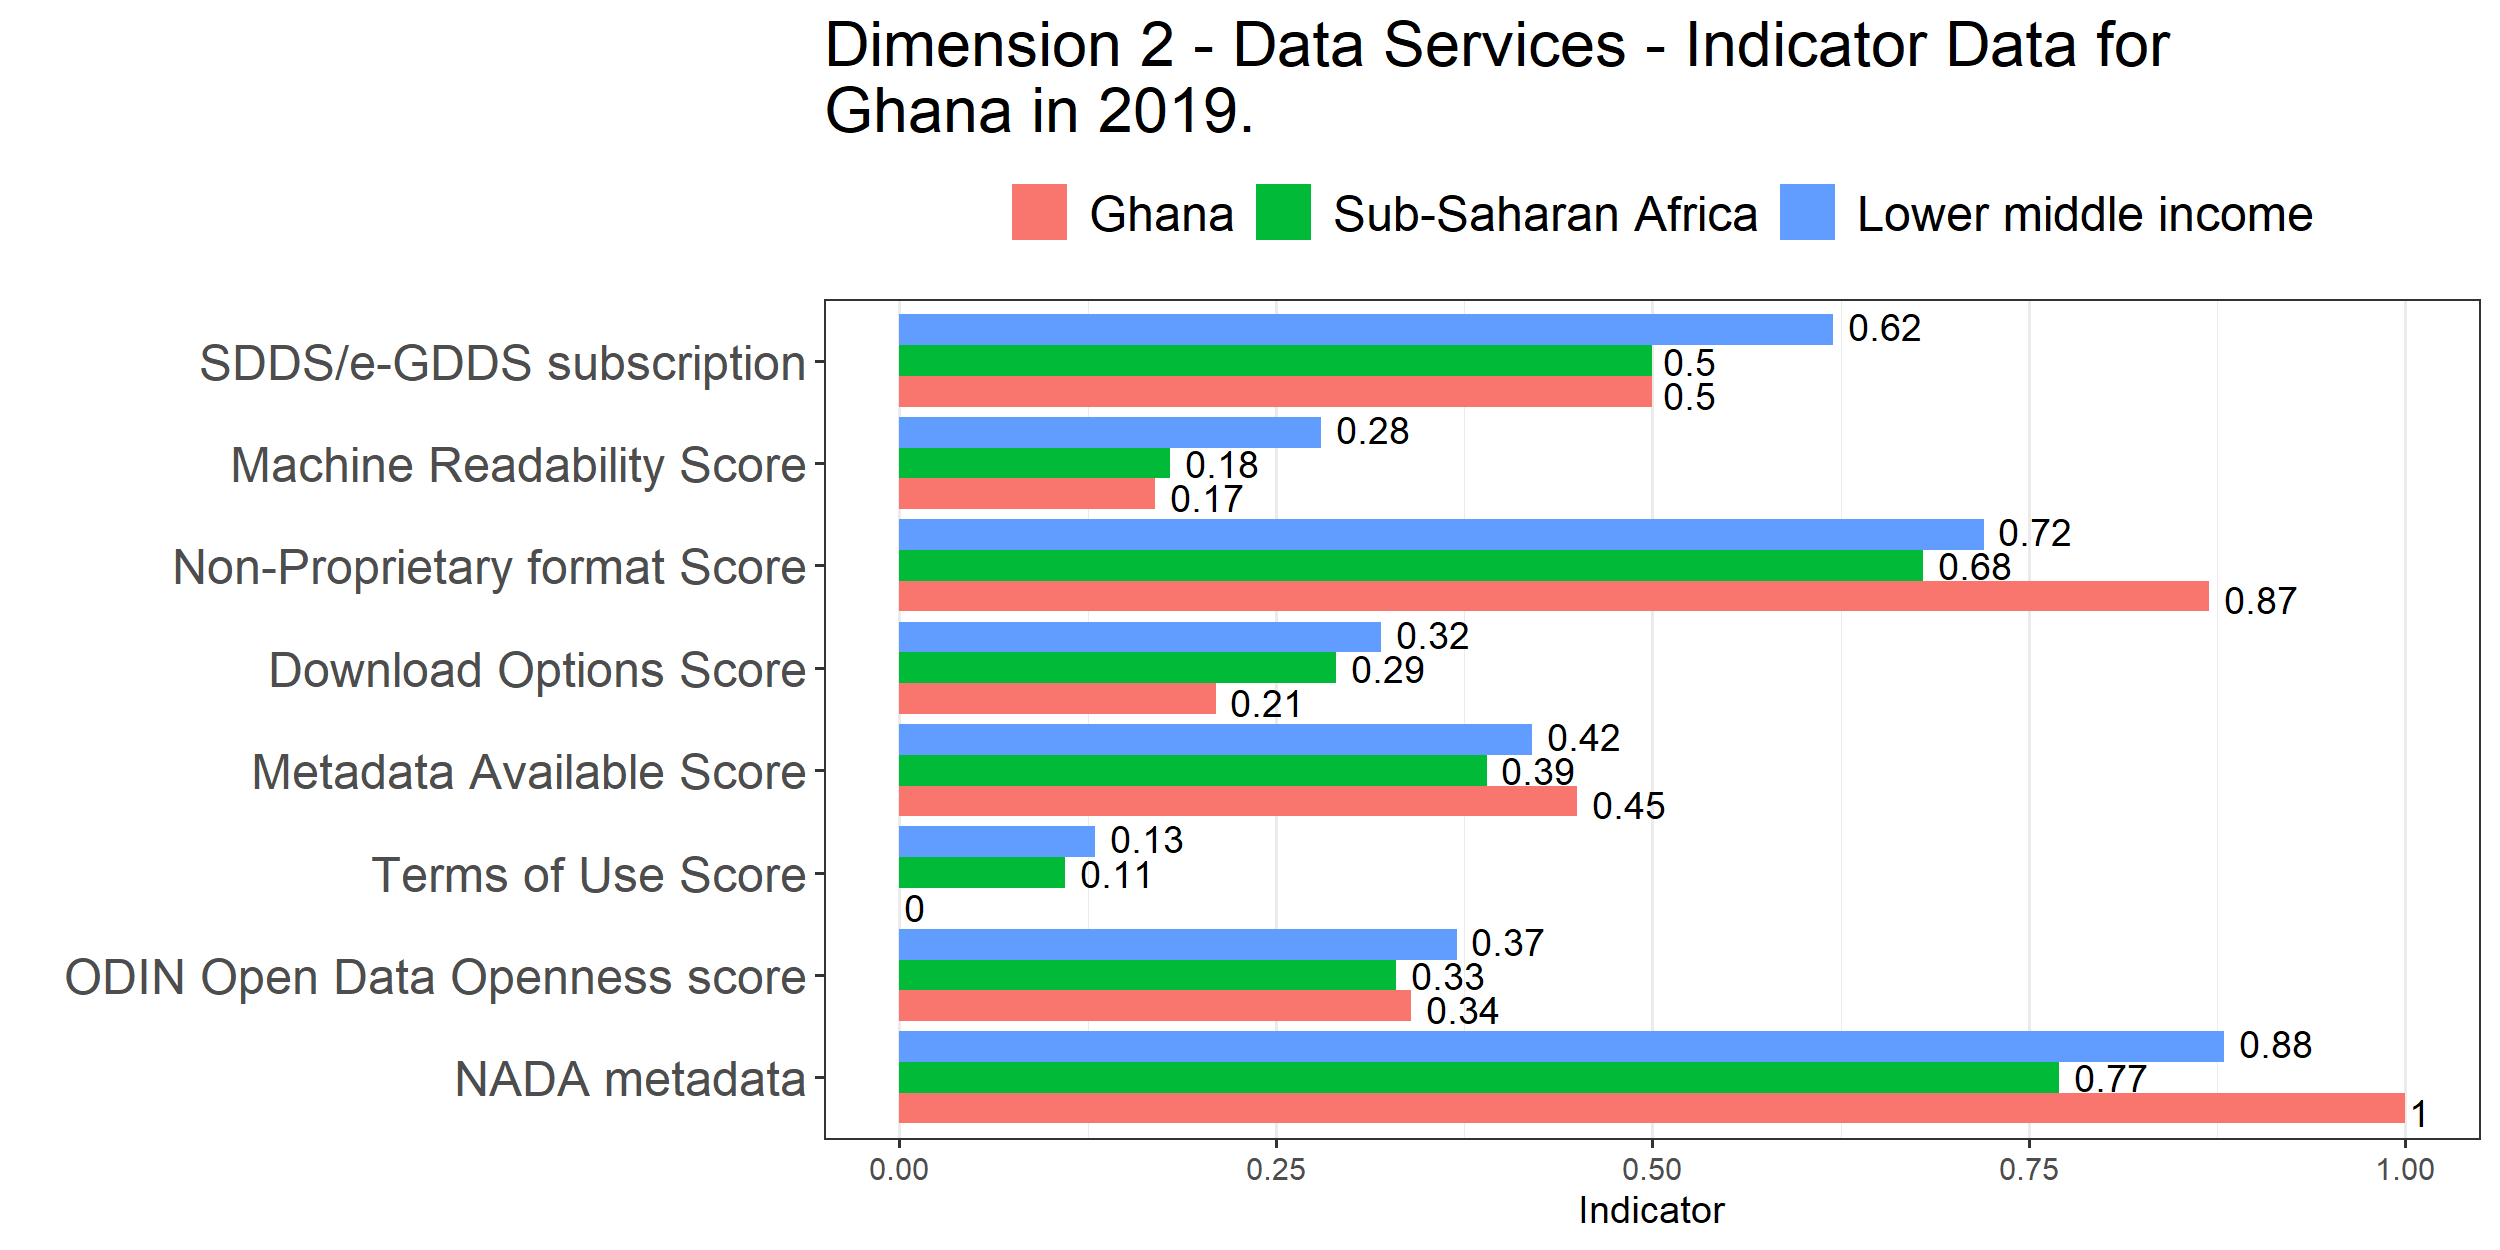 Dimension 2 - Data Services - Indicator Data for
Ghana in 2019.
Ghana
Sub-Saharan Africa
Lower middle income
SDDS/e-GDDS subscription
0.62
0.5
0.5
Machine Readability Score
0.28
0.18
0.17
Non-Proprietary format Score
0.72
0.68
0.87
Download Options Score
0.32
0.29
0.21
Metadata Available Score
0.42
0.39
0.45
Terms of Use Score
0.13
0.11
0
ODIN Open Data Openness score
0.37
0.33
0.34
NADA metadata
0.88
0.77
1
0.00
0.25
0.50
0.75
1.00
Indicator